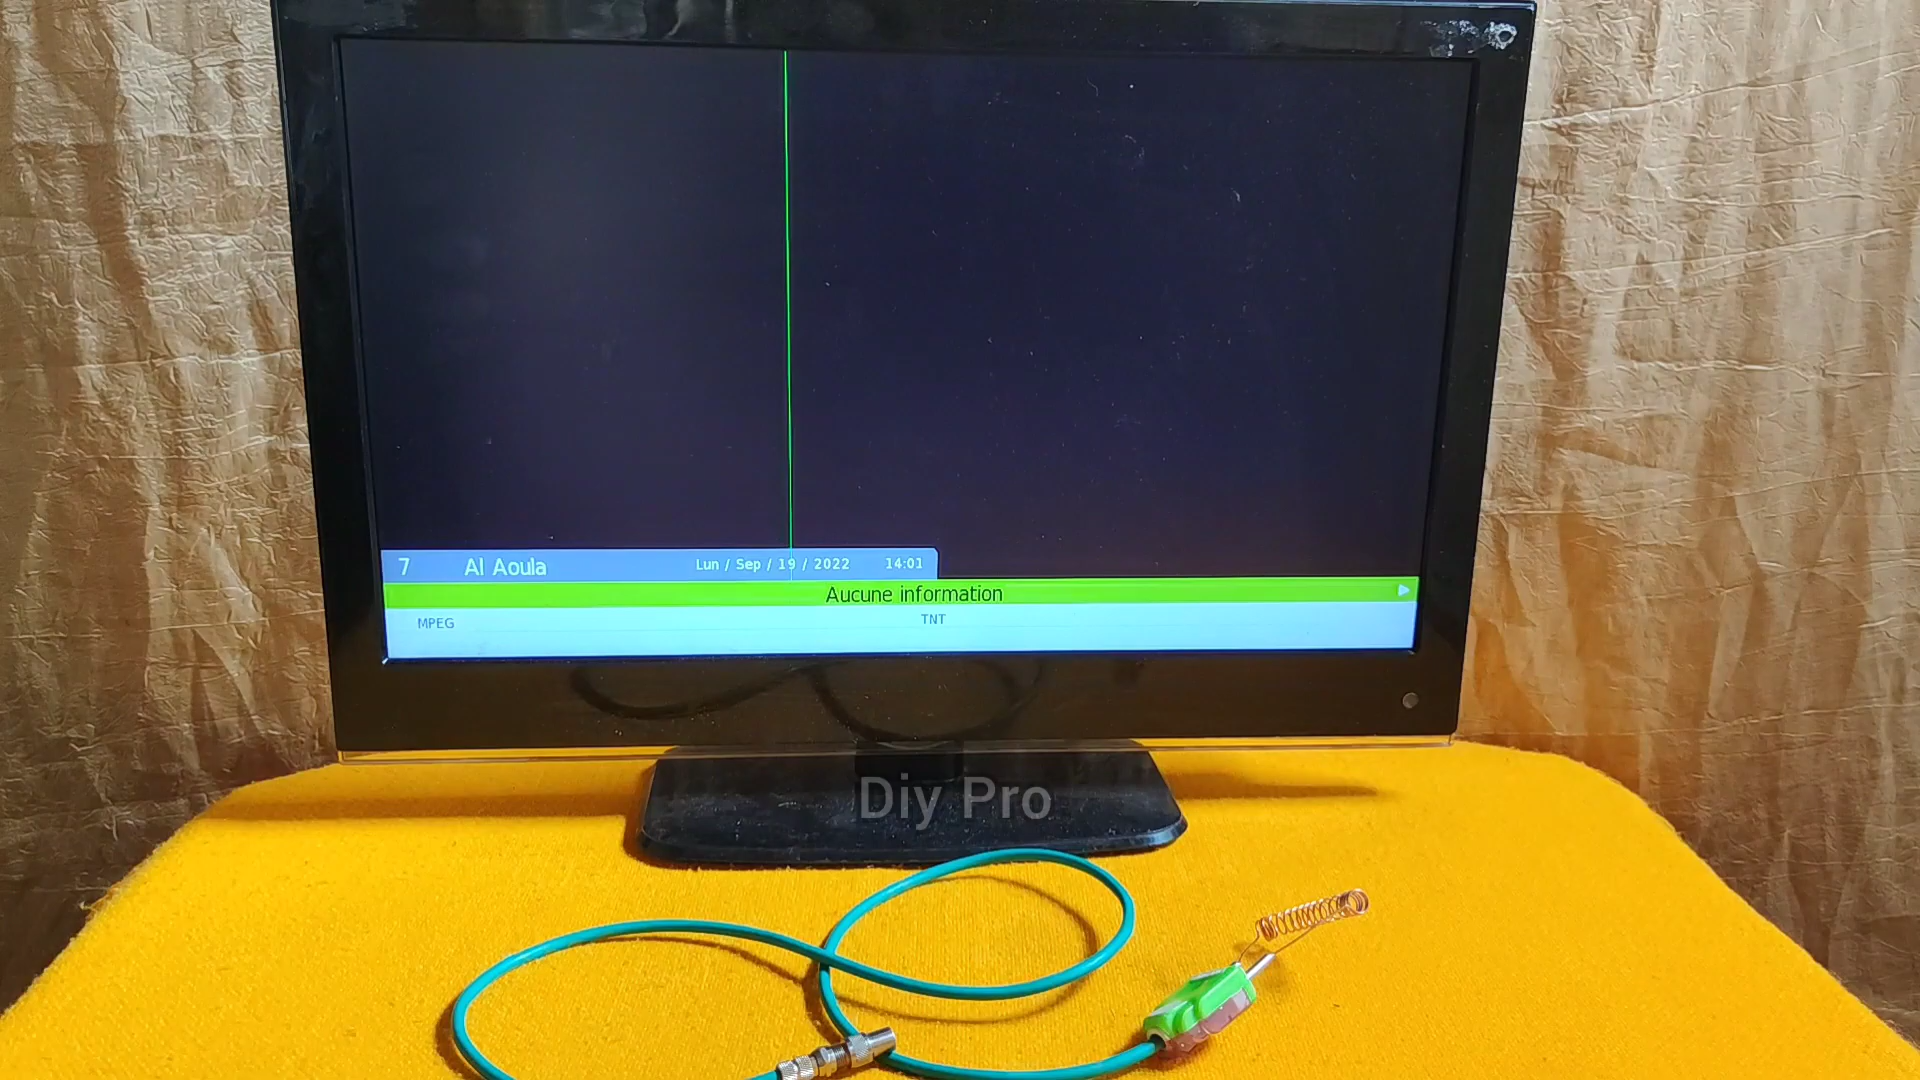 7 Al Aoula Lun / Sep / 19 / 2022 14:01
Aucune information
MPEG TNT
Diy Pro